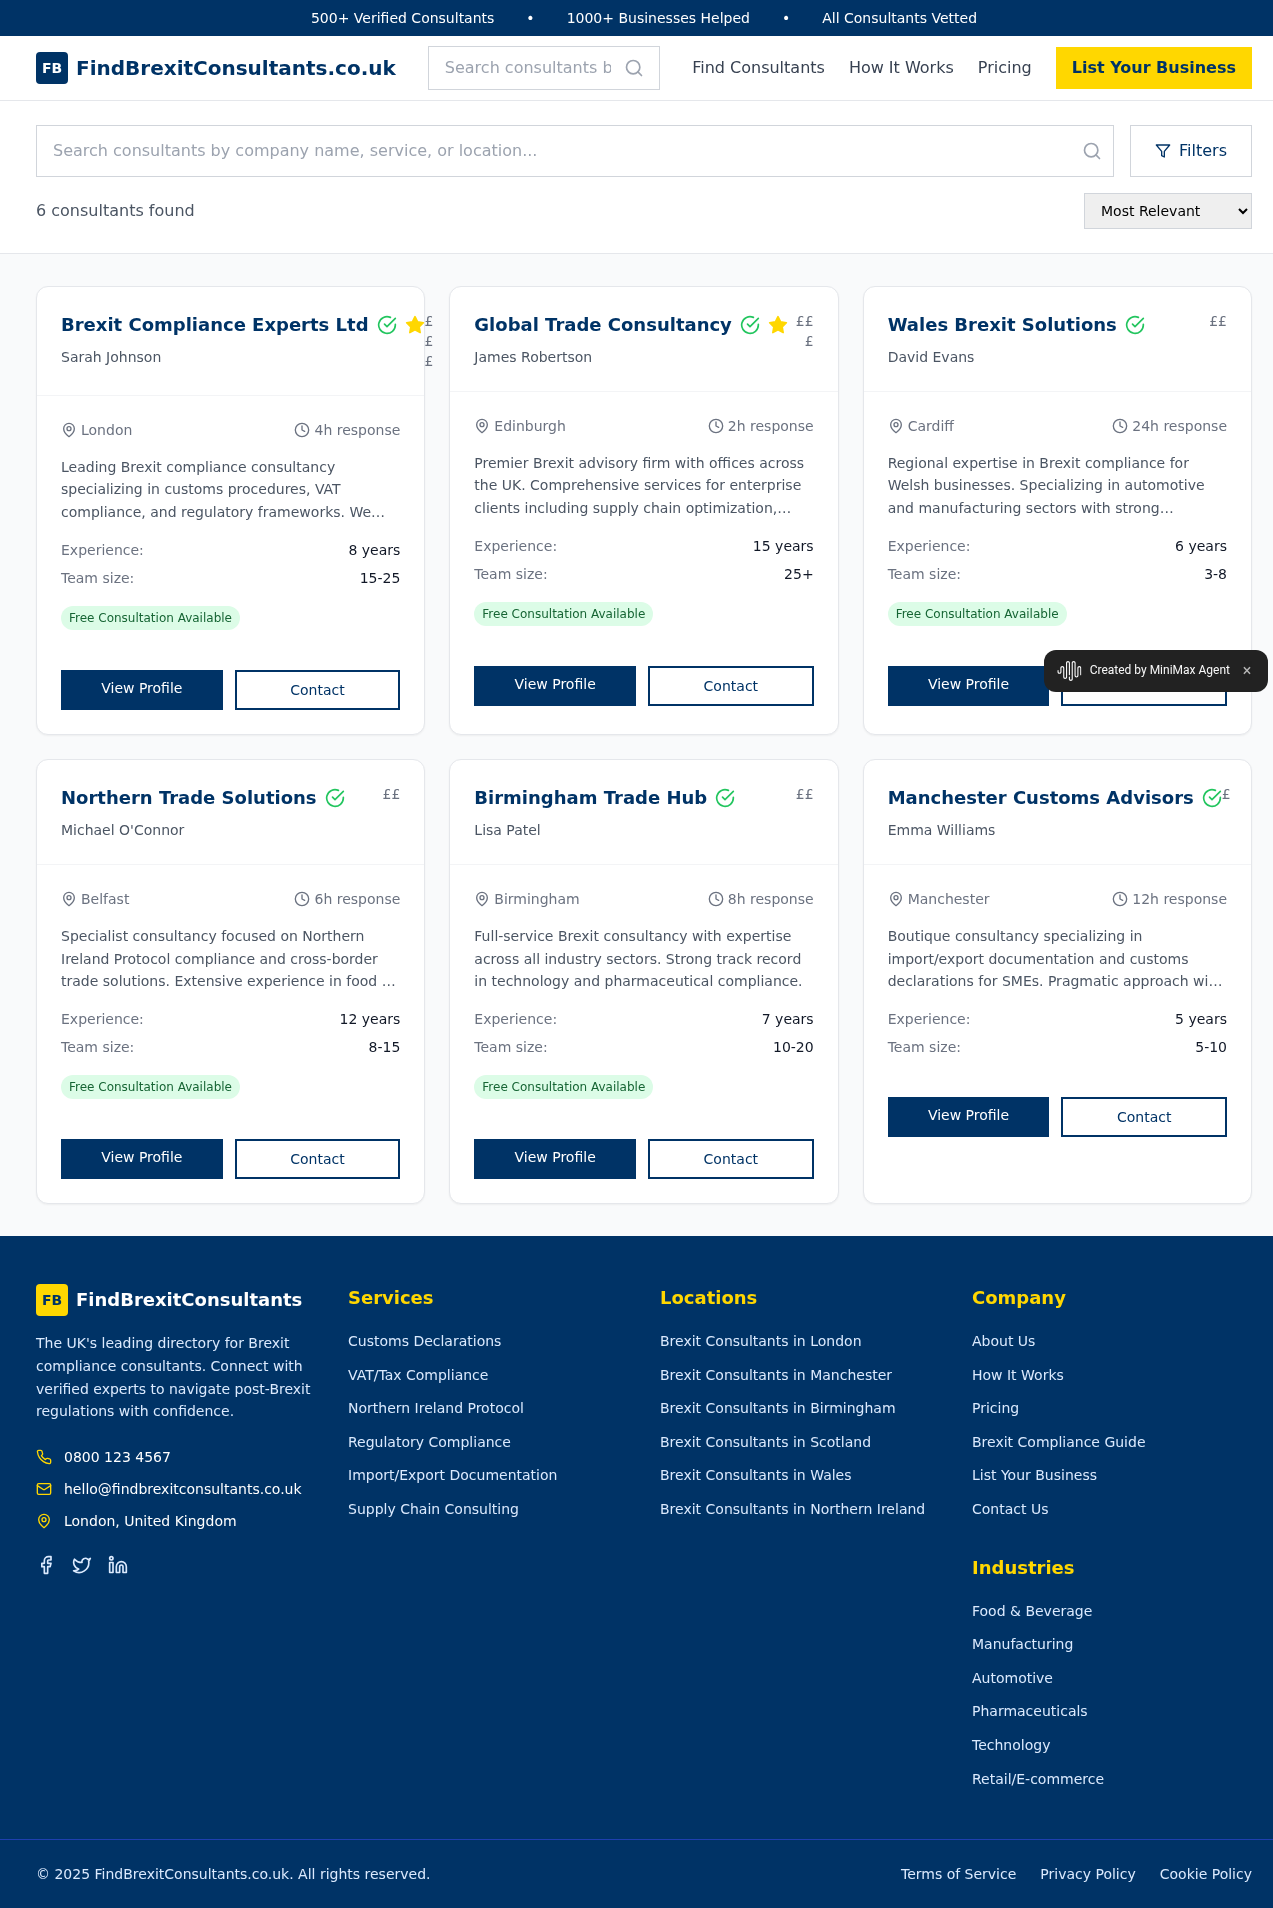 500+ Verified Consultants • 1000+ Businesses Helped • All Consultants Vetted
FB FindBrexitConsultants.co.uk
Search consultants b
Find Consultants How It Works Pricing List Your Business
Search consultants by company name, service, or location...
Filters
6 consultants found
Most Relevant
Brexit Compliance Experts Ltd
£
£
£
Sarah Johnson
London 4h response
Leading Brexit compliance consultancy
specializing in customs procedures, VAT
compliance, and regulatory frameworks. We…
Experience: 8 years
Team size: 15-25
Free Consultation Available
View Profile Contact
Global Trade Consultancy
££
£
James Robertson
Edinburgh 2h response
Premier Brexit advisory firm with offices across
the UK. Comprehensive services for enterprise
clients including supply chain optimization,…
Experience: 15 years
Team size: 25+
Free Consultation Available
View Profile Contact
Wales Brexit Solutions ££
David Evans
Cardiff 24h response
Regional expertise in Brexit compliance for
Welsh businesses. Specializing in automotive
and manufacturing sectors with strong…
Experience: 6 years
Team size: 3-8
Free Consultation Available
View Profile
Created by MiniMax Agent ×
Northern Trade Solutions ££
Michael O'Connor
Belfast 6h response
Specialist consultancy focused on Northern
Ireland Protocol compliance and cross-border
trade solutions. Extensive experience in food …
Experience: 12 years
Team size: 8-15
Free Consultation Available
View Profile Contact
Birmingham Trade Hub ££
Lisa Patel
Birmingham 8h response
Full-service Brexit consultancy with expertise
across all industry sectors. Strong track record
in technology and pharmaceutical compliance.
Experience: 7 years
Team size: 10-20
Free Consultation Available
View Profile Contact
Manchester Customs Advisors £
Emma Williams
Manchester 12h response
Boutique consultancy specializing in
import/export documentation and customs
declarations for SMEs. Pragmatic approach wi…
Experience: 5 years
Team size: 5-10
View Profile Contact
FB FindBrexitConsultants
The UK's leading directory for Brexit
compliance consultants. Connect with
verified experts to navigate post-Brexit
regulations with confidence.
0800 123 4567
hello@findbrexitconsultants.co.uk
London, United Kingdom
Services
Customs Declarations
VAT/Tax Compliance
Northern Ireland Protocol
Regulatory Compliance
Import/Export Documentation
Supply Chain Consulting
Locations
Brexit Consultants in London
Brexit Consultants in Manchester
Brexit Consultants in Birmingham
Brexit Consultants in Scotland
Brexit Consultants in Wales
Brexit Consultants in Northern Ireland
Company
About Us
How It Works
Pricing
Brexit Compliance Guide
List Your Business
Contact Us
Industries
Food & Beverage
Manufacturing
Automotive
Pharmaceuticals
Technology
Retail/E-commerce
© 2025 FindBrexitConsultants.co.uk. All rights reserved.
Terms of Service Privacy Policy Cookie Policy